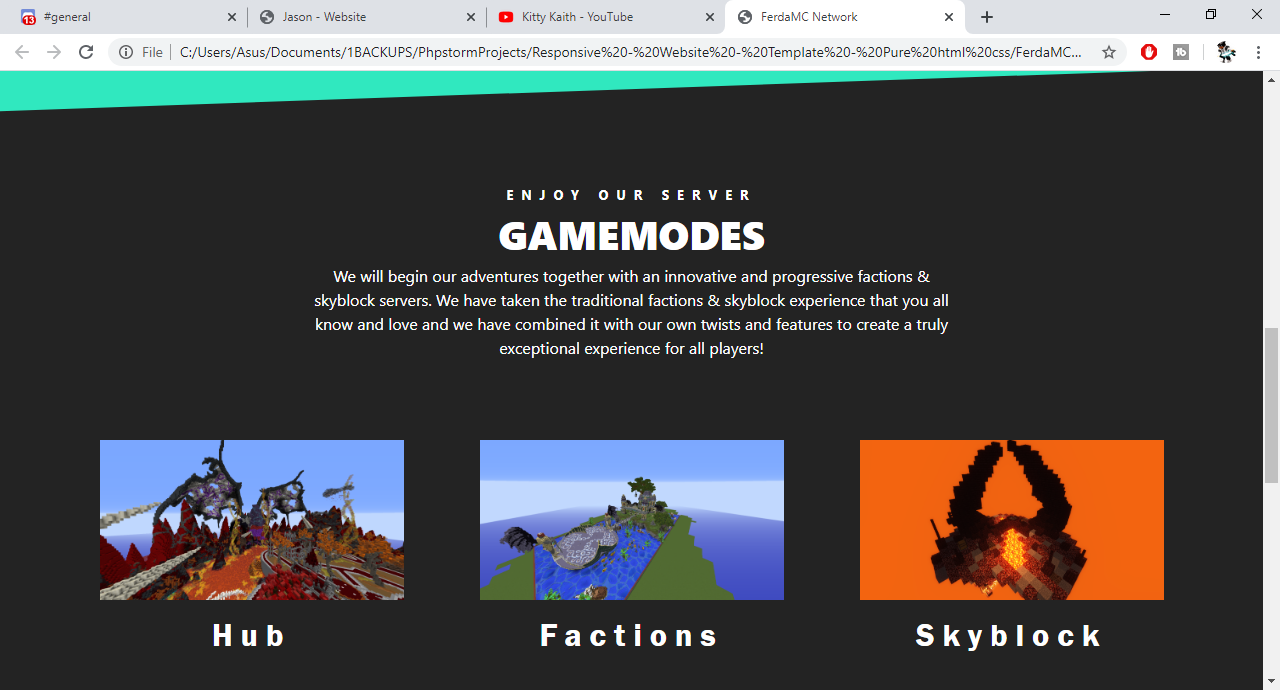 13
#general
Jason - Website
Kitty Kaith - YouTube
FerdaMC Network
File
C:/Users/Asus/Documents/1BACKUPS/PhpstormProjects/Responsive%20-%20Website%20-%20Template%20-%20Pure%20html%20css/FerdaMC...
tb
ENJOY OUR SERVER
GAMEMODES
We will begin our adventures together with an innovative and progressive factions &
skyblock servers. We have taken the traditional factions & skyblock experience that you all
know and love and we have combined it with our own twists and features to create a truly
exceptional experience for all players!
Hub
Factions
Skyblock